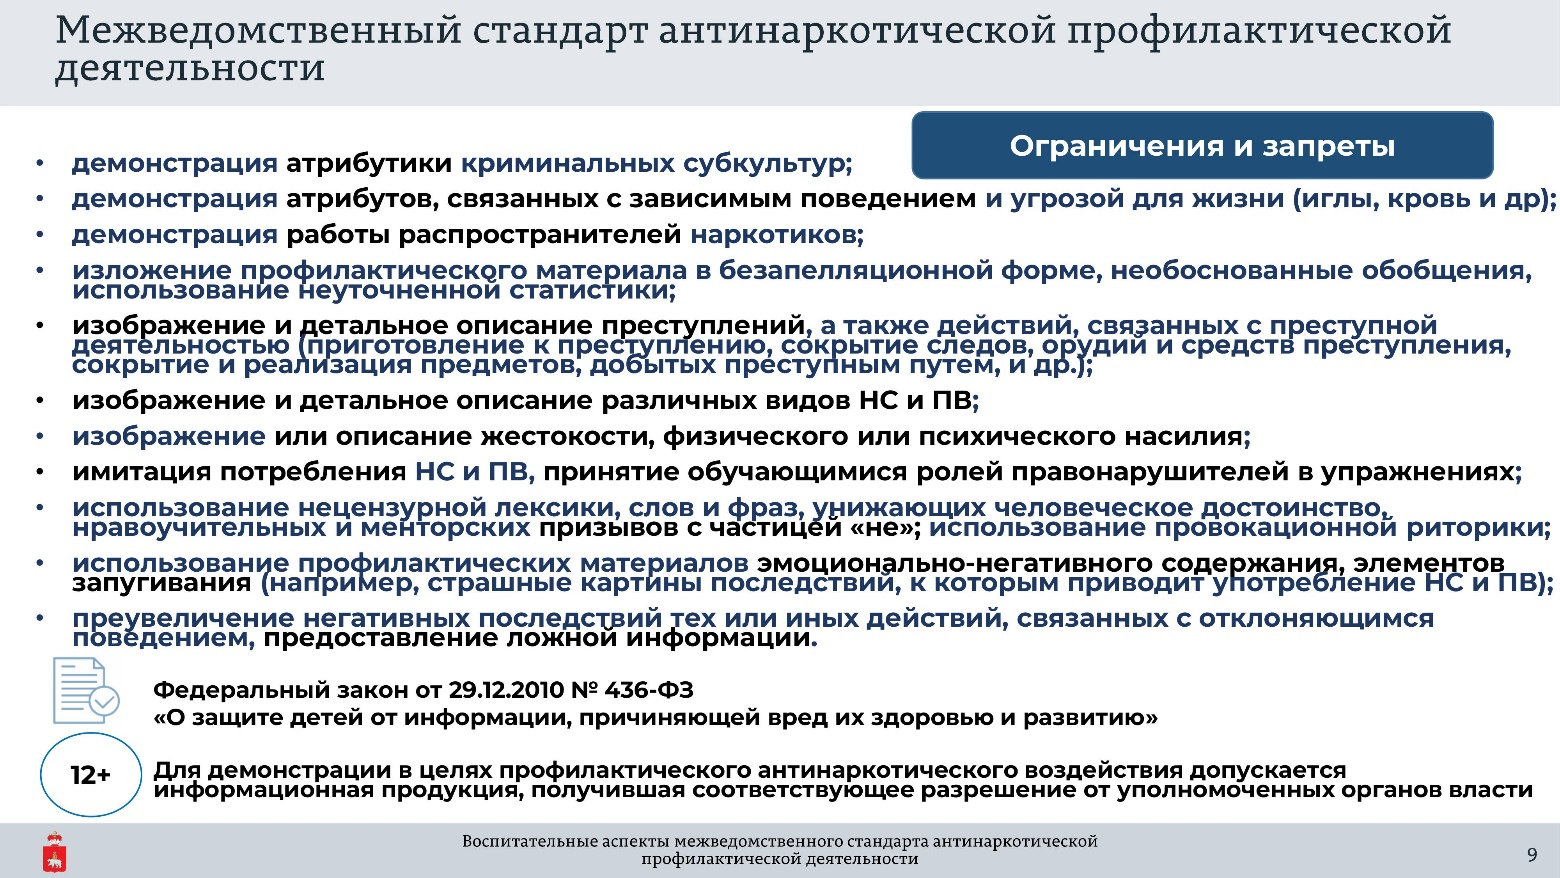 Межведомственный стандарт антинаркотической профилактической
деятельности
Ограничения и запреты
• демонстрация атрибутики криминальных субкультур;
• демонстрация атрибутов, связанных с зависимым поведением и угрозой для жизни (иглы, кровь и др);
• демонстрация работы распространителей наркотиков;
• изложение профилактического материала в безапелляционной форме, необоснованные обобщения,
использование неуточненной статистики;
• изображение и детальное описание преступлений, а также действий, связанных с преступной
деятельностью (приготовление к преступлению, сокрытие следов, орудий и средств преступления,
сокрытие и реализация предметов, добытых преступным путем, и др.);
• изображение и детальное описание различных видов НС и ПВ;
• изображение или описание жестокости, физического или психического насилия;
• имитация потребления НС и ПВ, принятие обучающимися ролей правонарушителей в упражнениях;
• использование нецензурной лексики, слов и фраз, унижающих человеческое достоинство,
нравоучительных и менторских призывов с частицей «не»; использование провокационной риторики;
• использование профилактических материалов эмоционально-негативного содержания, элементов
запугивания (например, страшные картины последствий, к которым приводит употребление НС и ПВ);
• преувеличение негативных последствий тех или иных действий, связанных с отклоняющимся
поведением, предоставление ложной информации.
Федеральный закон от 29.12.2010 № 436-ФЗ
«О защите детей от информации, причиняющей вред их здоровью и развитию»
12+
Для демонстрации в целях профилактического антинаркотического воздействия допускается
информационная продукция, получившая соответствующее разрешение от уполномоченных органов власти
Воспитательные аспекты межведомственного стандарта антинаркотической
профилактической деятельности
9